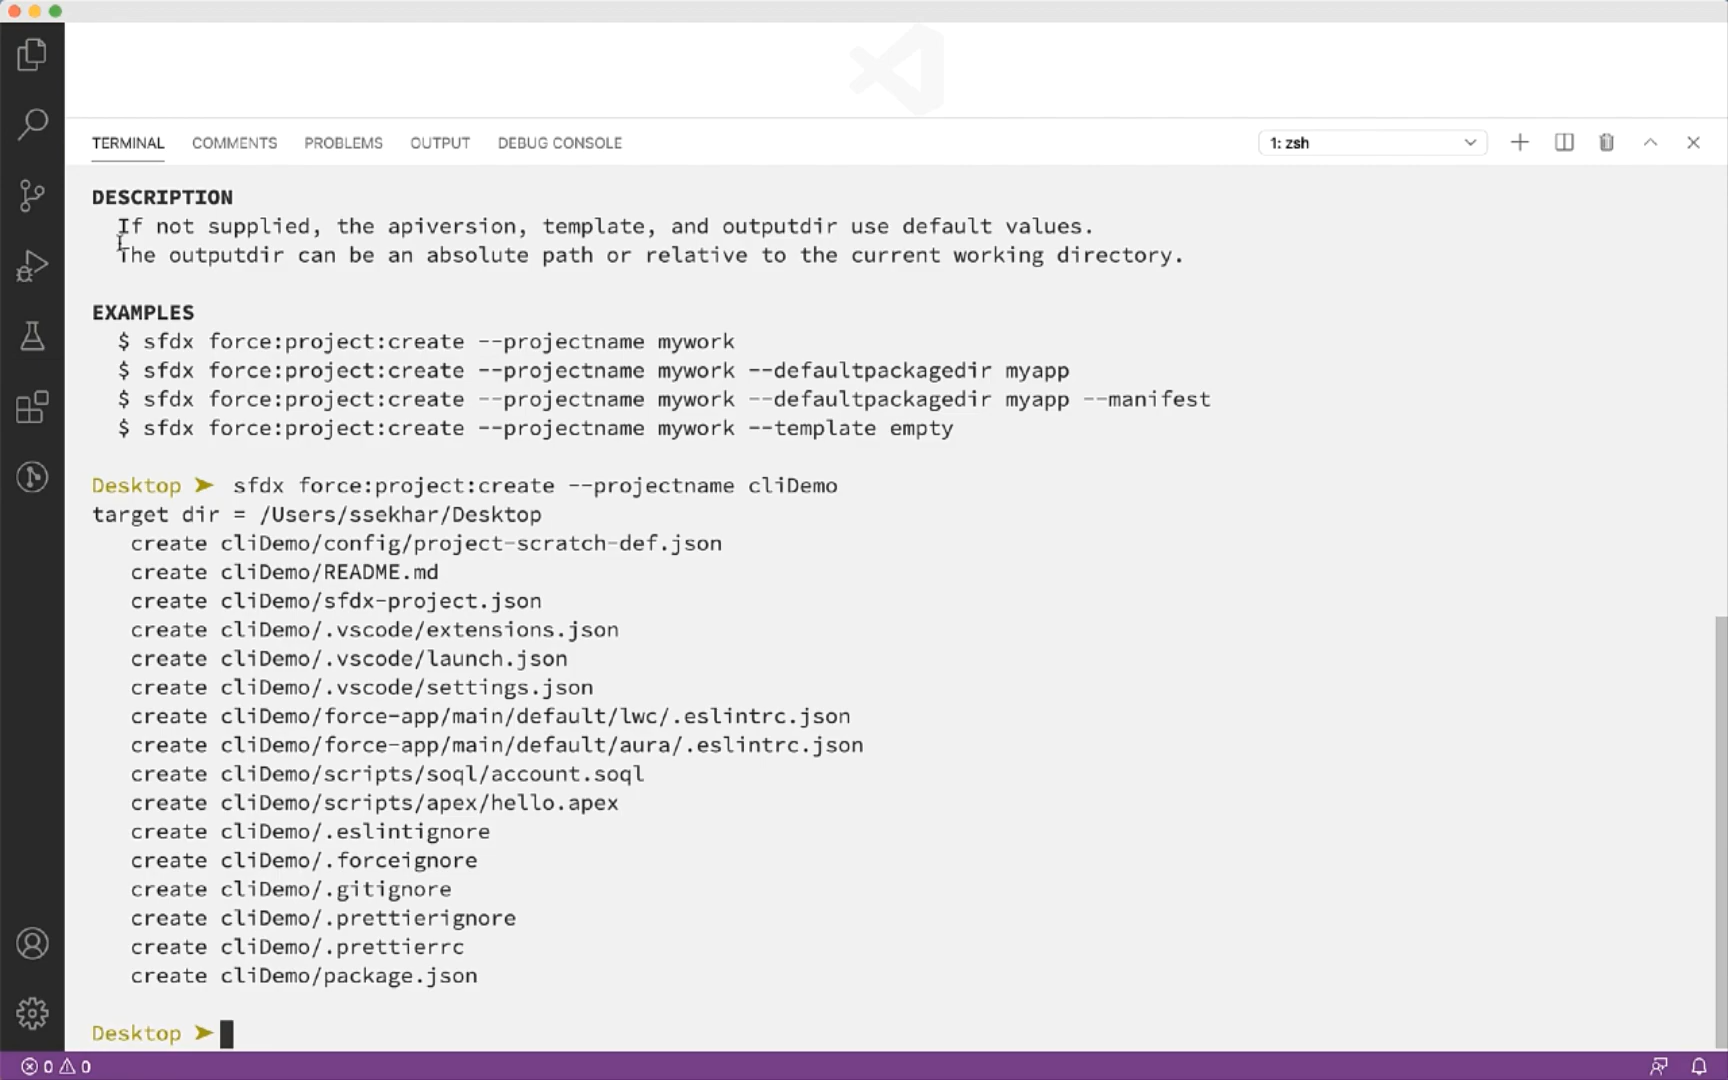 TERMINAL COMMENTS PROBLEMS OUTPUT DEBUG CONSOLE 1: zsh
DESCRIPTION
If not supplied, the apiversion, template, and outputdir use default values.
The outputdir can be an absolute path or relative to the current working directory.
EXAMPLES
$ sfdx force:project:create --projectname mywork
$ sfdx force:project:create --projectname mywork --defaultpackagedir myapp
$ sfdx force:project:create --projectname mywork --defaultpackagedir myapp --manifest
$ sfdx force:project:create --projectname mywork --template empty
Desktop ➤ sfdx force:project:create --projectname cliDemo
target dir = /Users/ssekhar/Desktop
create cliDemo/config/project-scratch-def.json
create cliDemo/README.md
create cliDemo/sfdx-project.json
create cliDemo/.vscode/extensions.json
create cliDemo/.vscode/launch.json
create cliDemo/.vscode/settings.json
create cliDemo/force-app/main/default/lwc/.eslintrc.json
create cliDemo/force-app/main/default/aura/.eslintrc.json
create cliDemo/scripts/soql/account.soql
create cliDemo/scripts/apex/hello.apex
create cliDemo/.eslintignore
create cliDemo/.forceignore
create cliDemo/.gitignore
create cliDemo/.prettierignore
create cliDemo/.prettierrc
create cliDemo/package.json
Desktop ➤
0 0